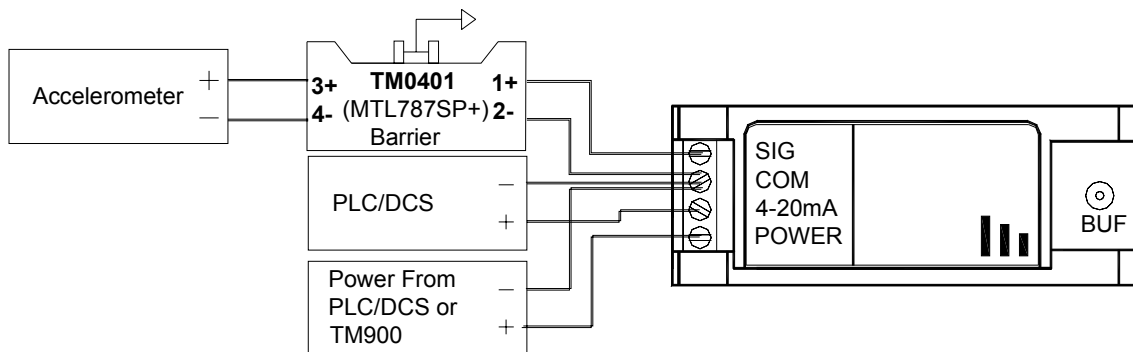 Accelerometer
+
−
3+
4-
TM0401
(MTL787SP+)
Barrier
1+
2-
PLC/DCS
−
+
Power From
PLC/DCS or
TM900
−
+
SIG
COM
4-20mA
POWER
BUF